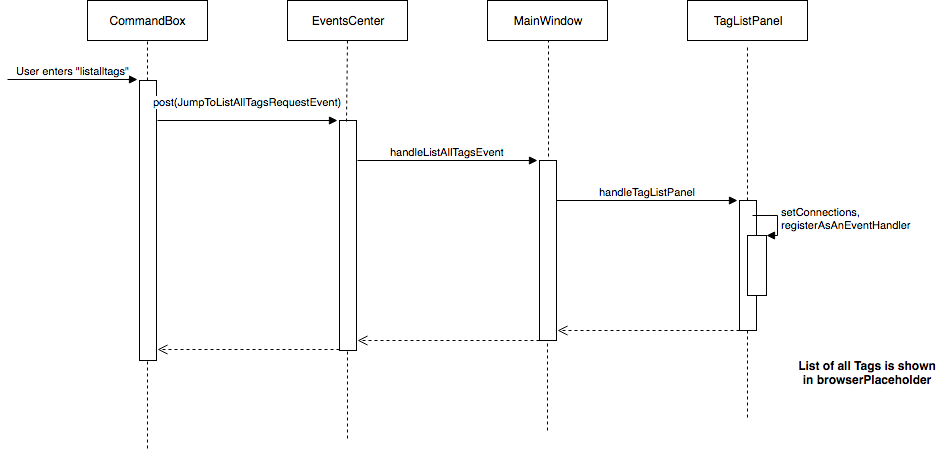 CommandBox
EventsCenter
MainWindow
TagListPanel
User enters "listalltags"
post(JumpToListAllTagsRequestEvent)
handleListAllTagsEvent
handleTagListPanel
setConnections,
registerAsAnEventHandler
List of all Tags is shown
in browserPlaceholder